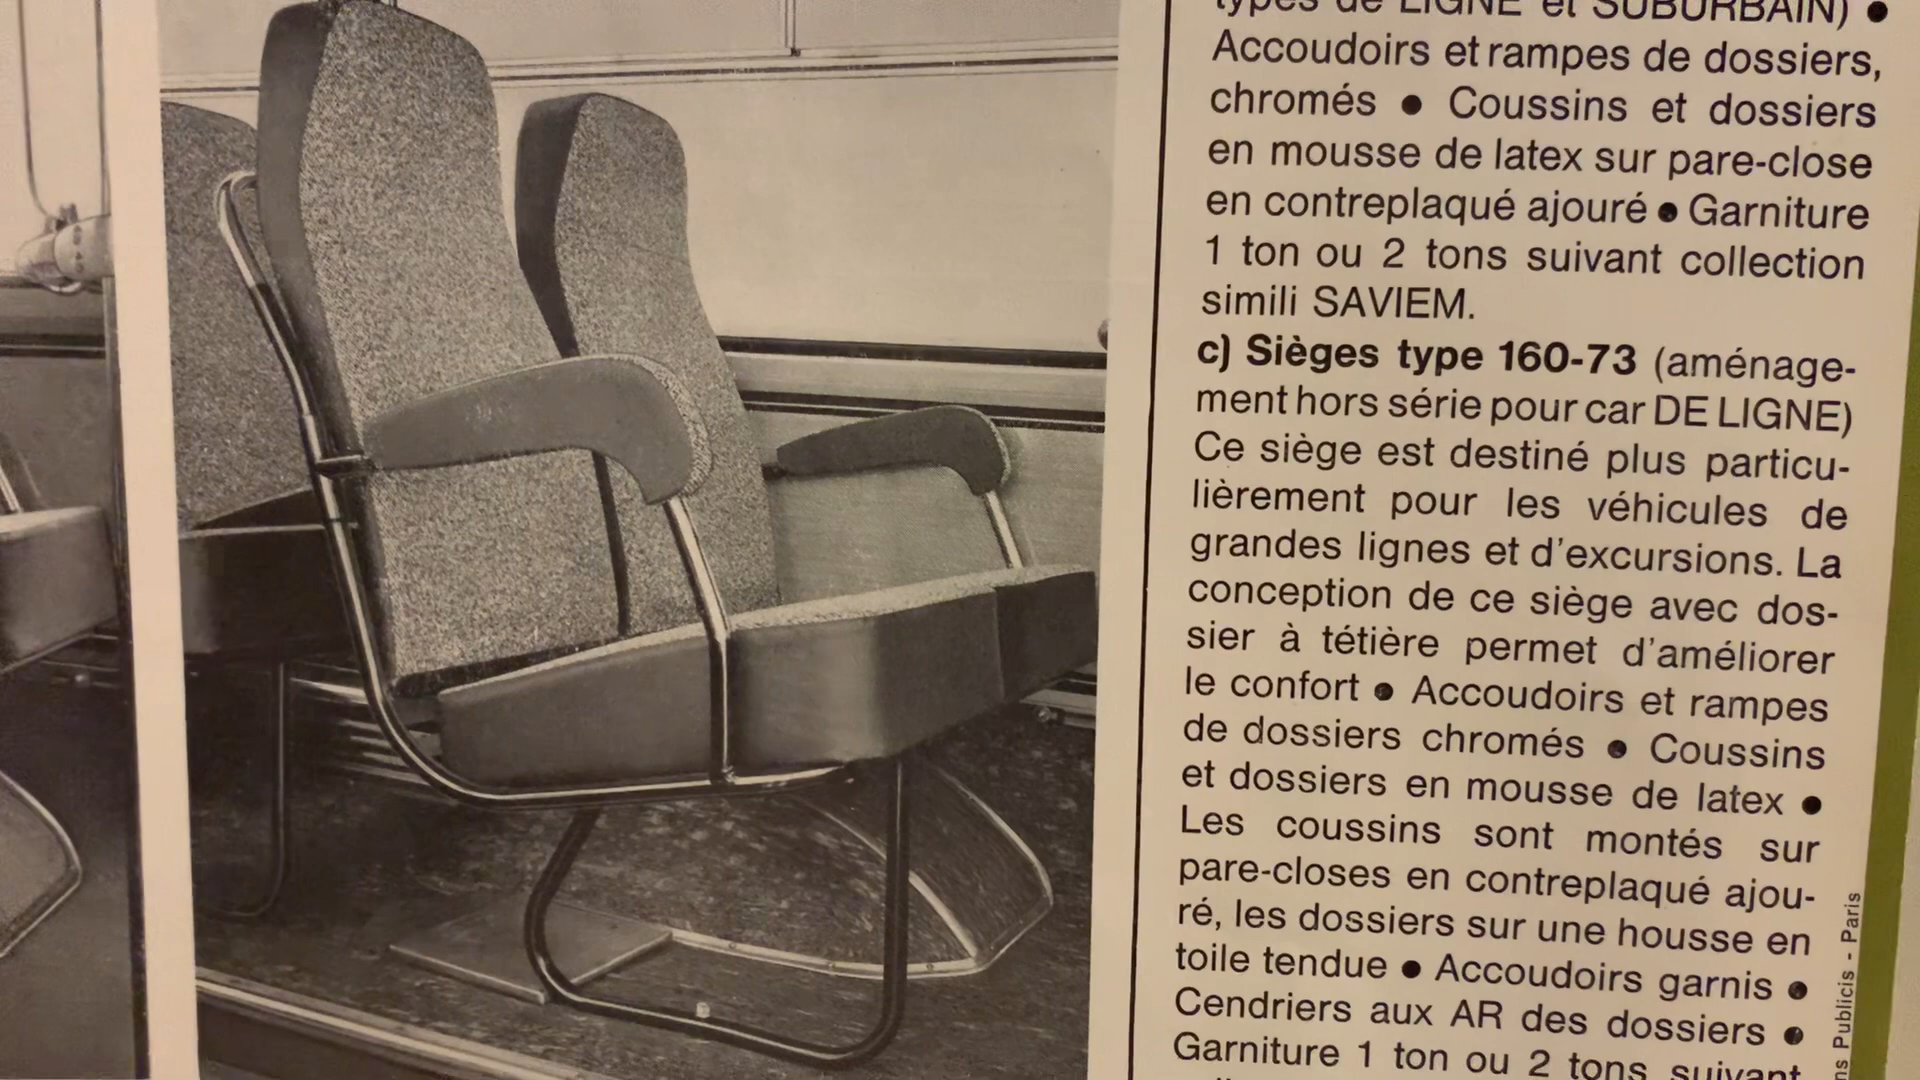 types de LIGNE et SUBURBAIN) ●
Accoudoirs et rampes de dossiers,
chromés ● Coussins et dossiers
en mousse de latex sur pare-close
en contreplaqué ajouré ● Garniture
1 ton ou 2 tons suivant collection
simili SAVIEM.
c) Sièges type 160-73 (aménage-
ment hors série pour car DE LIGNE)
Ce siège est destiné plus particu-
lièrement pour les véhicules de
grandes lignes et d'excursions. La
conception de ce siège avec dos-
sier à tétière permet d'améliorer
le confort ● Accoudoirs et rampes
de dossiers chromés ● Coussins
et dossiers en mousse de latex ●
Les coussins sont montés sur
pare-closes en contreplaqué ajou-
ré, les dossiers sur une housse en
toile tendue ● Accoudoirs garnis ●
Cendriers aux AR des dossiers ●
Garniture 1 ton ou 2 tons suivant
Publicis - Paris